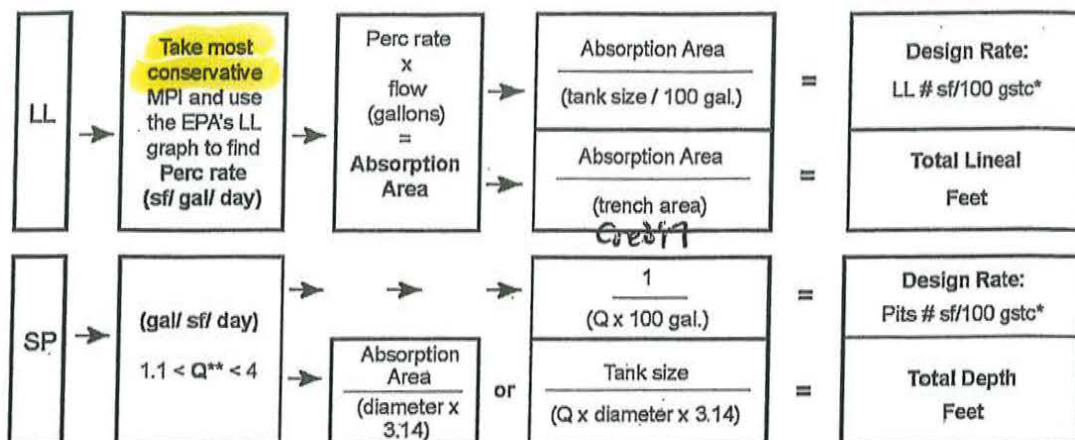 LL
Take most
conservative
MPI and use
the EPA's LL
graph to find
Perc rate
(sf/ gal/ day)
Perc rate
x
flow
(gallons)
=
Absorption
Area
Absorption Area
(tank size / 100 gal.)
=
Design Rate:
LL # sf/100 gstc*
Absorption Area
(trench area)
=
Total Lineal
Feet
SP
(gal/ sf/ day)
1.1 < Q** < 4
1
(Q x 100 gal.)
=
Design Rate:
Pits # sf/100 gstc*
Absorption
Area
(diameter x
3.14)
or
Tank size
(Q x diameter x 3.14)
=
Total Depth
Feet